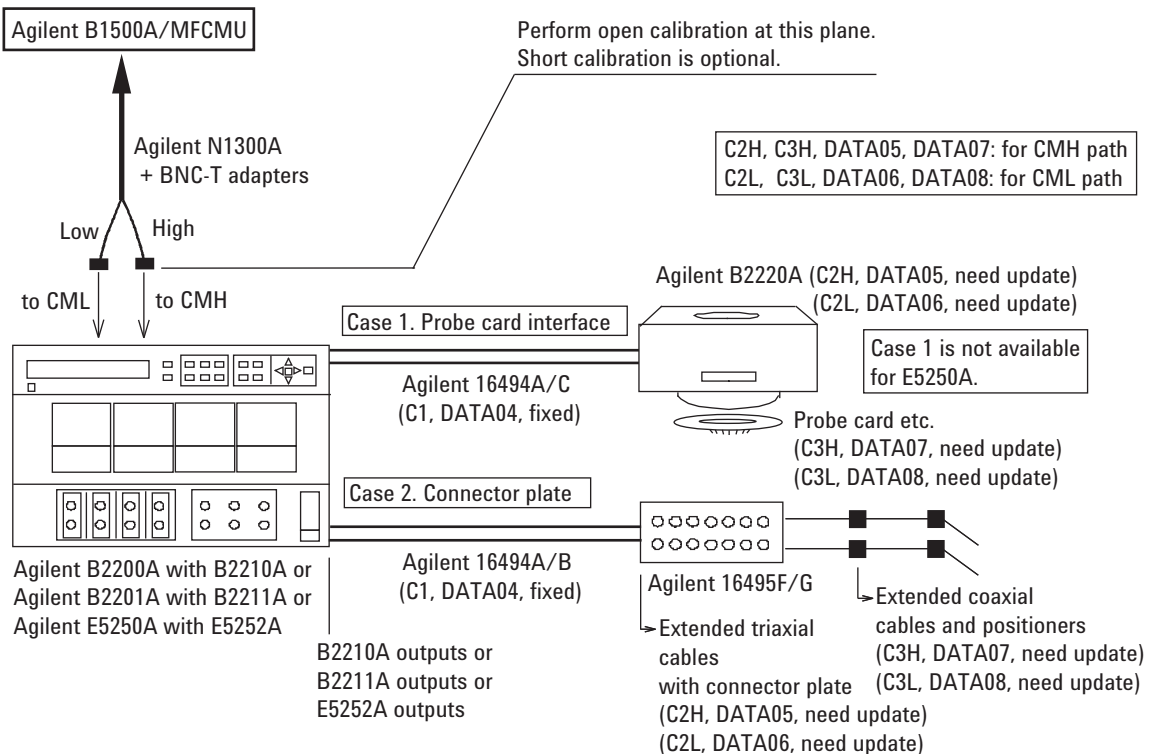 Agilent B1500A/MFCMU
Perform open calibration at this plane.
Short calibration is optional.
Agilent N1300A
+ BNC-T adapters
C2H, C3H, DATA05, DATA07: for CMH path
C2L, C3L, DATA06, DATA08: for CML path
Low
High
to CML
to CMH
Agilent B2220A (C2H, DATA05, need update)
(C2L, DATA06, need update)
Case 1. Probe card interface
Case 1 is not available
for E5250A.
Agilent 16494A/C
(C1, DATA04, fixed)
Probe card etc.
(C3H, DATA07, need update)
(C3L, DATA08, need update)
Case 2. Connector plate
Agilent 16494A/B
(C1, DATA04, fixed)
Agilent 16495F/G
Agilent B2200A with B2210A or
Agilent B2201A with B2211A or
Agilent E5250A with E5252A
B2210A outputs or
B2211A outputs or
E5252A outputs
Extended triaxial
cables
with connector plate
(C2H, DATA05, need update)
(C2L, DATA06, need update)
Extended coaxial
cables and positioners
(C3H, DATA07, need update)
(C3L, DATA08, need update)